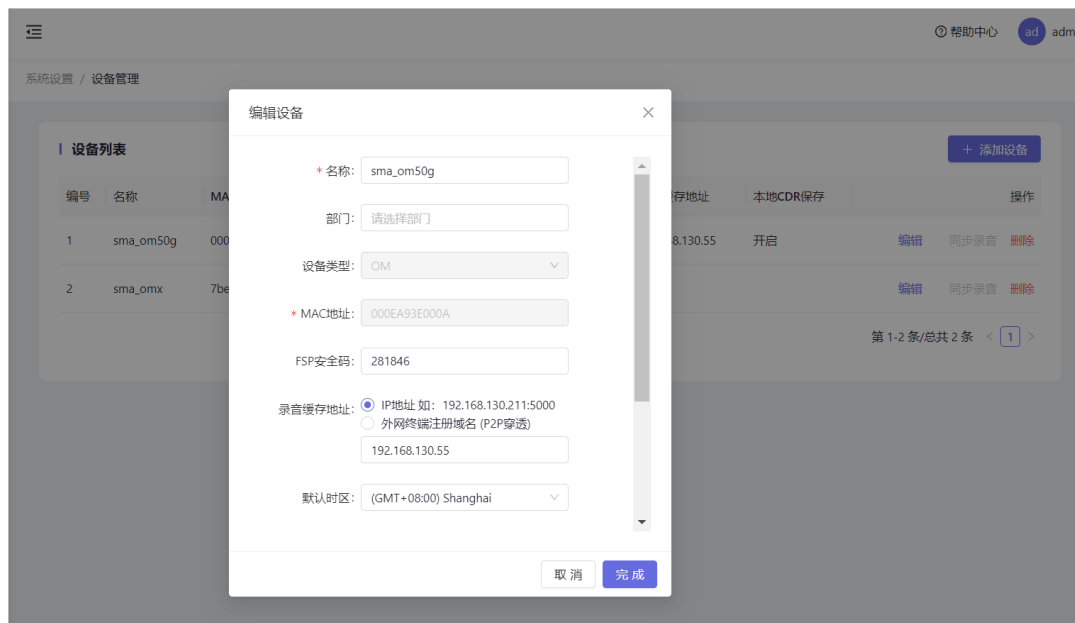 帮助中心
ad
adm
系统设置 / 设备管理
设备列表
+ 添加设备
编号
名称
MA
存地址
本地CDR保存
操作
1
sma_om50g
000
8.130.55
开启
编辑
同步录音
删除
2
sma_omx
7be
编辑
同步录音
删除
第 1-2 条/总共 2 条
1
编辑设备
* 名称:
sma_om50g
部门:
请选择部门
设备类型:
OM
* MAC地址:
000EA93E000A
FSP安全码:
281846
录音缓存地址:
IP地址 如：192.168.130.211:5000
外网终端注册域名 (P2P穿透)
192.168.130.55
默认时区:
(GMT+08:00) Shanghai
取 消
完 成